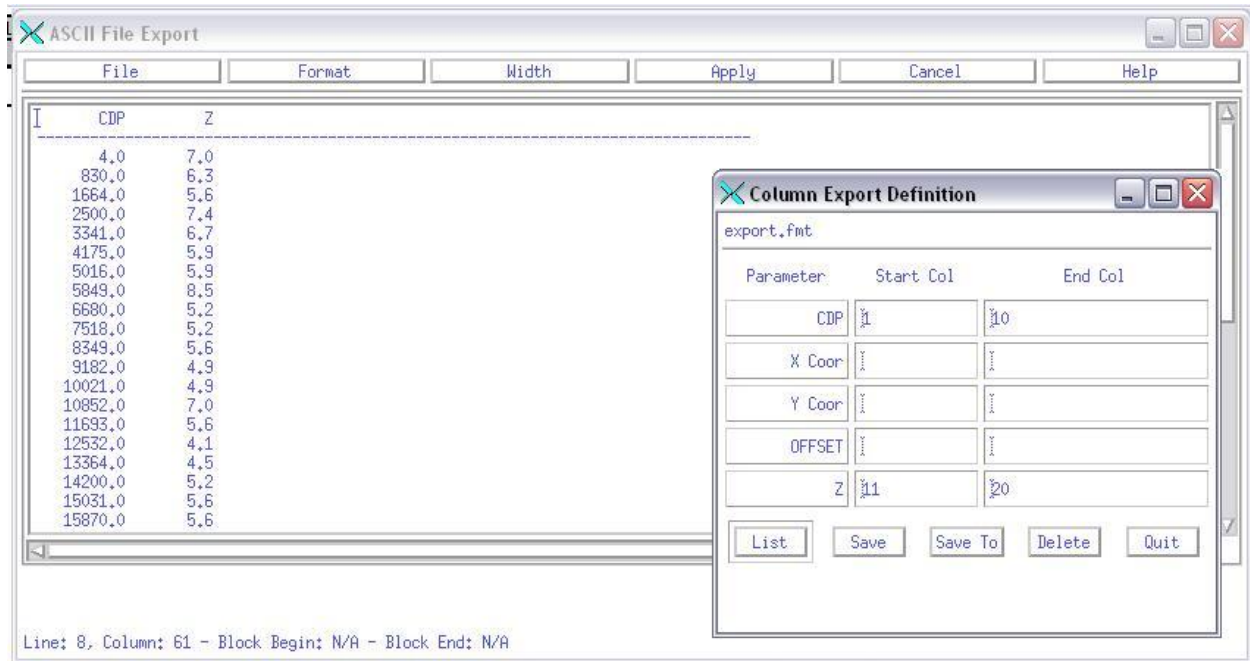 ASCII File Export
File Format Width Apply Cancel Help
CDP Z
--------------------------------------------------------------------------------
4.0 7.0
830.0 6.3
1664.0 5.6
2500.0 7.4
3341.0 6.7
4175.0 5.9
5016.0 5.9
5849.0 8.5
6680.0 5.2
7518.0 5.2
8349.0 5.6
9182.0 4.9
10021.0 4.9
10852.0 7.0
11693.0 5.6
12532.0 4.1
13364.0 4.5
14200.0 5.2
15031.0 5.6
15870.0 5.6
Line: 8, Column: 61 - Block Begin: N/A - Block End: N/A
Column Export Definition
export.fmt
Parameter Start Col End Col
CDP 1 10
X Coor
Y Coor
OFFSET
Z 11 20
List Save Save To Delete Quit